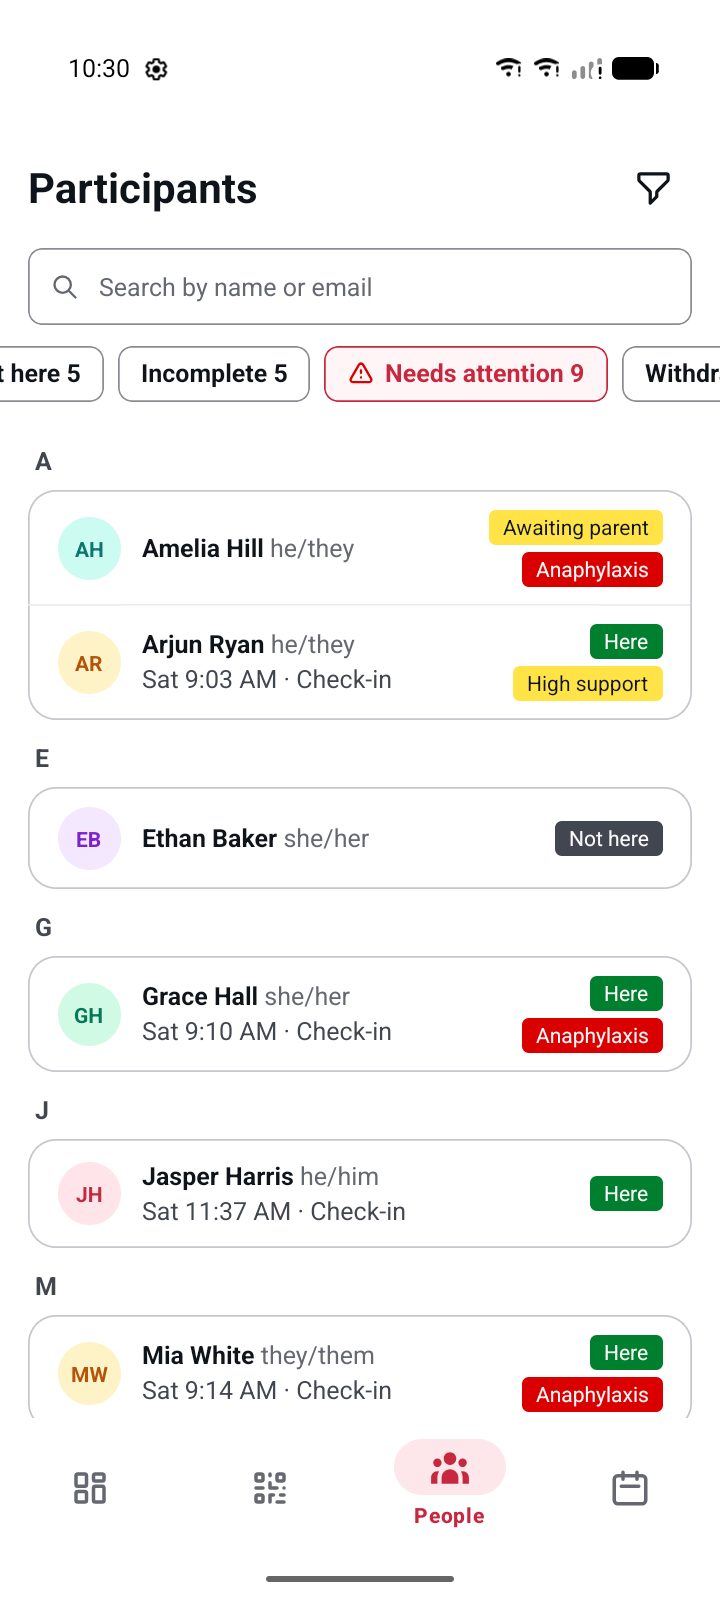 10:30
Participants
Search by name or email
t here 5
Incomplete 5
Needs attention 9
Withdr
A
AH
Amelia Hill he/they
Awaiting parent
Anaphylaxis
AR
Arjun Ryan he/they
Sat 9:03 AM · Check-in
Here
High support
E
EB
Ethan Baker she/her
Not here
G
GH
Grace Hall she/her
Sat 9:10 AM · Check-in
Here
Anaphylaxis
J
JH
Jasper Harris he/him
Sat 11:37 AM · Check-in
Here
M
MW
Mia White they/them
Sat 9:14 AM · Check-in
Here
Anaphylaxis
People